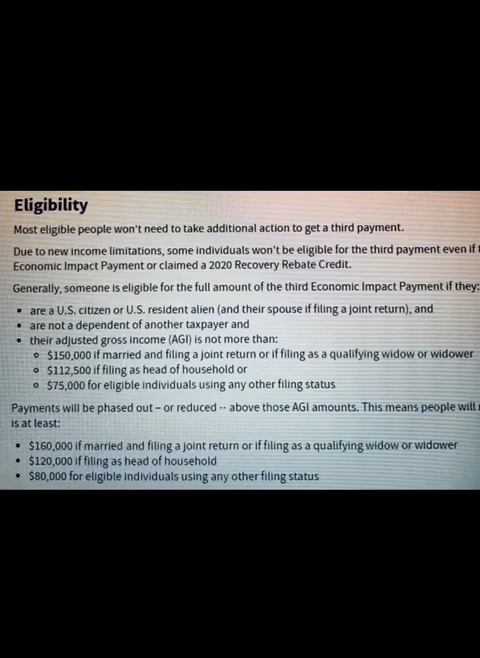 Eligibility
Most eligible people won't need to take additional action to get a third payment.
Due to new income limitations, some individuals won't be eligible for the third payment even if
Economic Impact Payment or claimed a 2020 Recovery Rebate Credit.
Generally, someone is eligible for the full amount of the third Economic Impact Payment if they:
• are a U.S. citizen or U.S. resident alien (and their spouse if filing a joint return), and
• are not a dependent of another taxpayer and
• their adjusted gross income (AGI) is not more than:
○ $150,000 if married and filing a joint return or if filing as a qualifying widow or widower
○ $112,500 if filing as head of household or
○ $75,000 for eligible individuals using any other filing status
Payments will be phased out – or reduced -- above those AGI amounts. This means people will
is at least:
• $160,000 if married and filing a joint return or if filing as a qualifying widow or widower
• $120,000 if filing as head of household
• $80,000 for eligible individuals using any other filing status